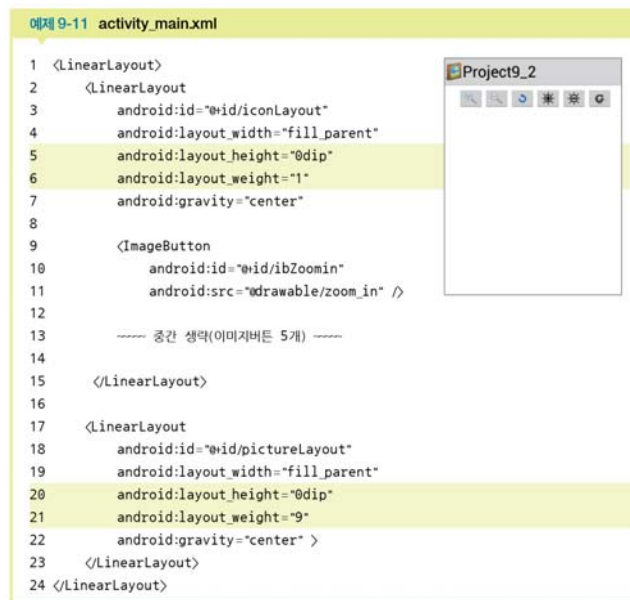 예제 9-11 activity_main.xml
1 <LinearLayout>
2 <LinearLayout
3 android:id="@+id/iconLayout"
4 android:layout_width="fill_parent"
5 android:layout_height="0dip"
6 android:layout_weight="1"
7 android:gravity="center"
8
9 <ImageButton
10 android:id="@+id/ibZoomin"
11 android:src="@drawable/zoom_in" />
12
13 ~~~~ 중간 생략(이미지버튼 5개) ~~~~
14
15 </LinearLayout>
16
17 <LinearLayout
18 android:id="@+id/pictureLayout"
19 android:layout_width="fill_parent"
20 android:layout_height="0dip"
21 android:layout_weight="9"
22 android:gravity="center" >
23 </LinearLayout>
24 </LinearLayout>
Project9_2